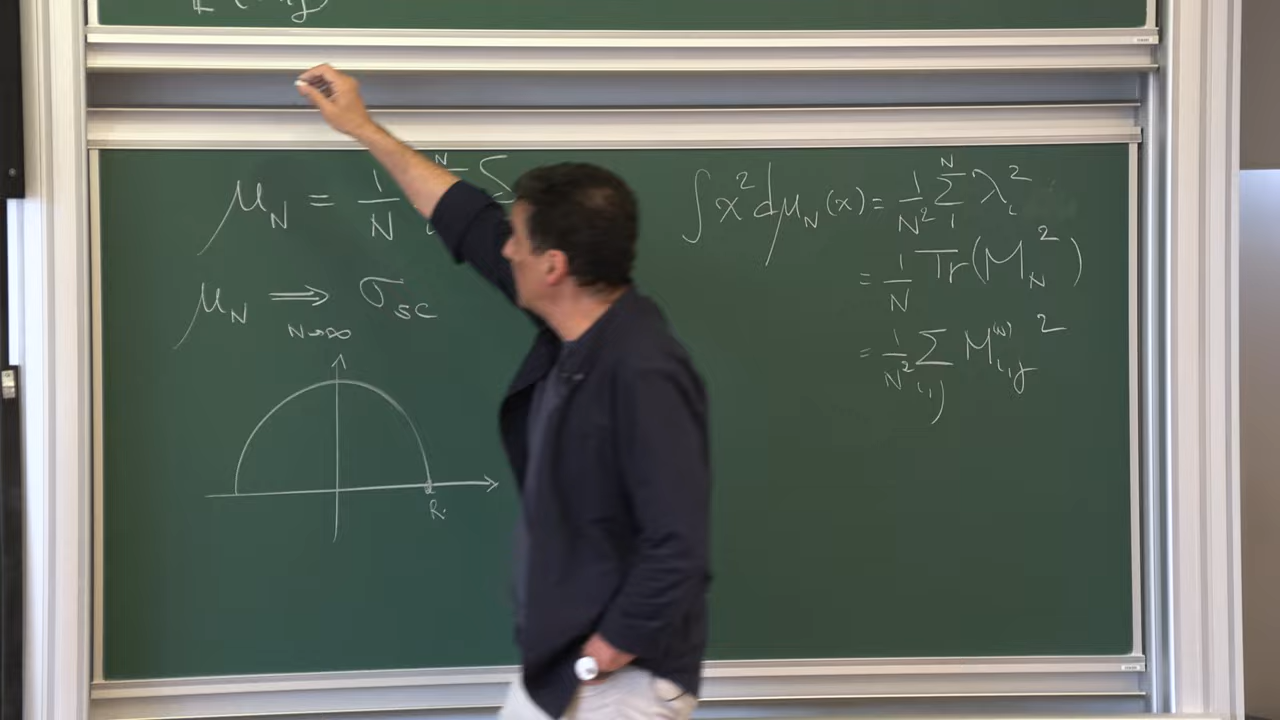 μ_N = 1/N Σ
μ_N ⟹ σ_sc
N→∞
R.
∫x² dμ_N(x) = 1/N² Σ_1^N λ_i²
= 1/N Tr(M_N²)
= 1/N² Σ_{i,j} M_{i,j}^{(N)} ²